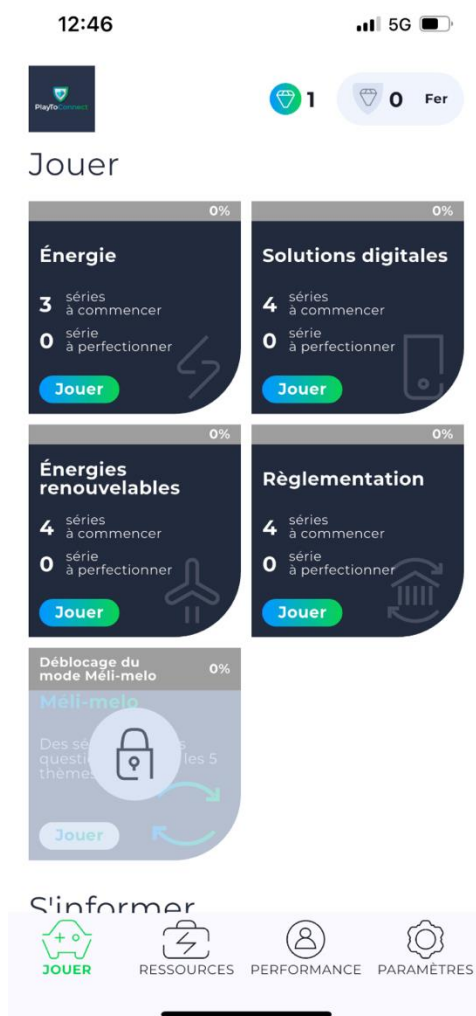 12:46
5G
PlayToConnect
1
0 Fer
Jouer
0%
Énergie
3 séries
à commencer
0 série
à perfectionner
Jouer
0%
Solutions digitales
4 séries
à commencer
0 série
à perfectionner
Jouer
0%
Énergies
renouvelables
4 séries
à commencer
0 série
à perfectionner
Jouer
0%
Règlementation
4 séries
à commencer
0 série
à perfectionner
Jouer
Déblocage du
mode Méli-melo
0%
Méli-melo
Des
les 5
Jouer
S'informer
JOUER
RESSOURCES
PERFORMANCE
PARAMÈTRES